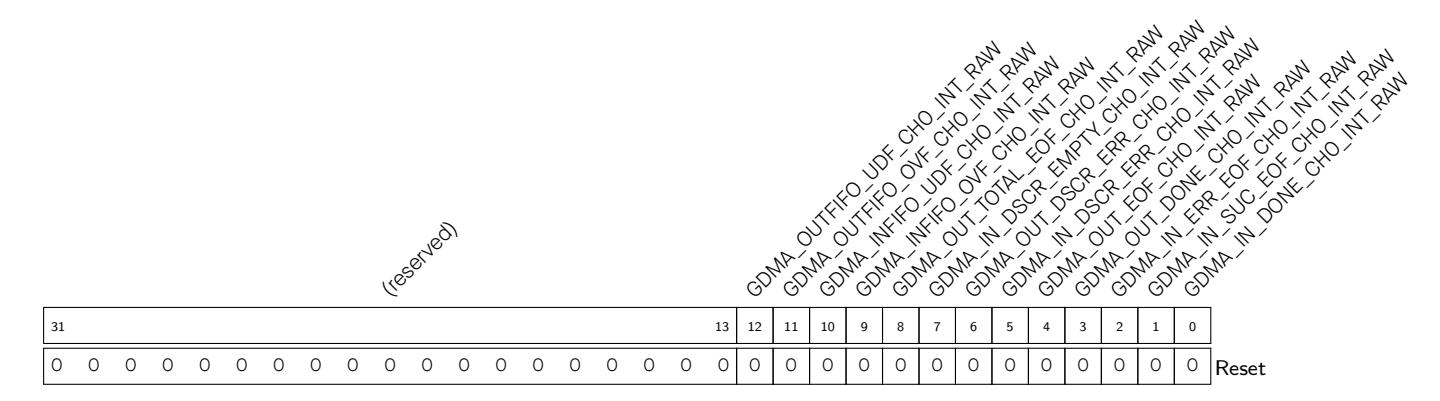 (reserved)
GDMA_OUTFIFO_UDF_CH0_INT_RAW
GDMA_OUTFIFO_OVF_CH0_INT_RAW
GDMA_INFIFO_UDF_CH0_INT_RAW
GDMA_INFIFO_OVF_CH0_INT_RAW
GDMA_OUT_TOTAL_EOF_CH0_INT_RAW
GDMA_IN_DSCR_EMPTY_CH0_INT_RAW
GDMA_OUT_DSCR_ERR_CH0_INT_RAW
GDMA_IN_DSCR_ERR_CH0_INT_RAW
GDMA_OUT_EOF_CH0_INT_RAW
GDMA_OUT_DONE_CH0_INT_RAW
GDMA_IN_ERR_EOF_CH0_INT_RAW
GDMA_IN_SUC_EOF_CH0_INT_RAW
GDMA_IN_DONE_CH0_INT_RAW
31 13 12 11 10 9 8 7 6 5 4 3 2 1 0
0 0 0 0 0 0 0 0 0 0 0 0 0 0 0 0 0 0 0 0 0 0 0 0 0 0 0 0 0 0 0 0 Reset